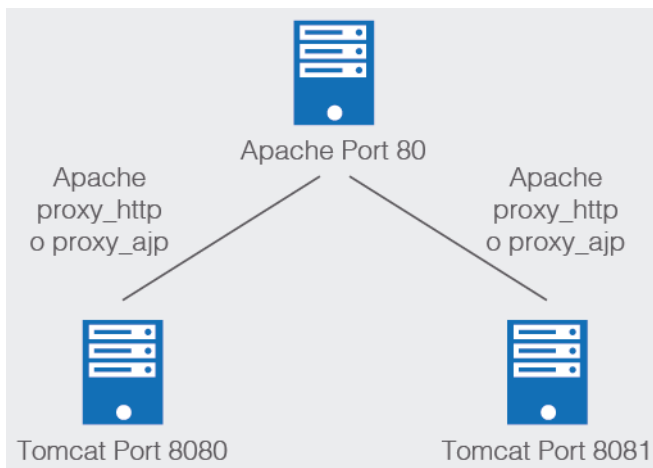 Apache Port 80
Apache
proxy_http
o proxy_ajp
Apache
proxy_http
o proxy_ajp
Tomcat Port 8080
Tomcat Port 8081